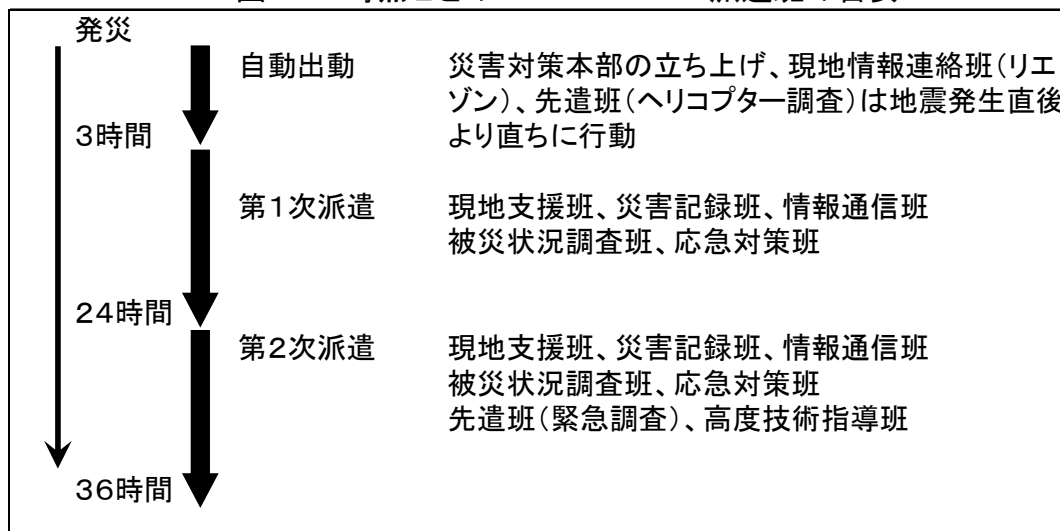 発災
自動出動
災害対策本部の立ち上げ、現地情報連絡班(リエ
ゾン)、先遣班(ヘリコプター調査)は地震発生直後
より直ちに行動
3時間
第1次派遣
現地支援班、災害記録班、情報通信班
被災状況調査班、応急対策班
24時間
第2次派遣
現地支援班、災害記録班、情報通信班
被災状況調査班、応急対策班
先遣班(緊急調査)、高度技術指導班
36時間